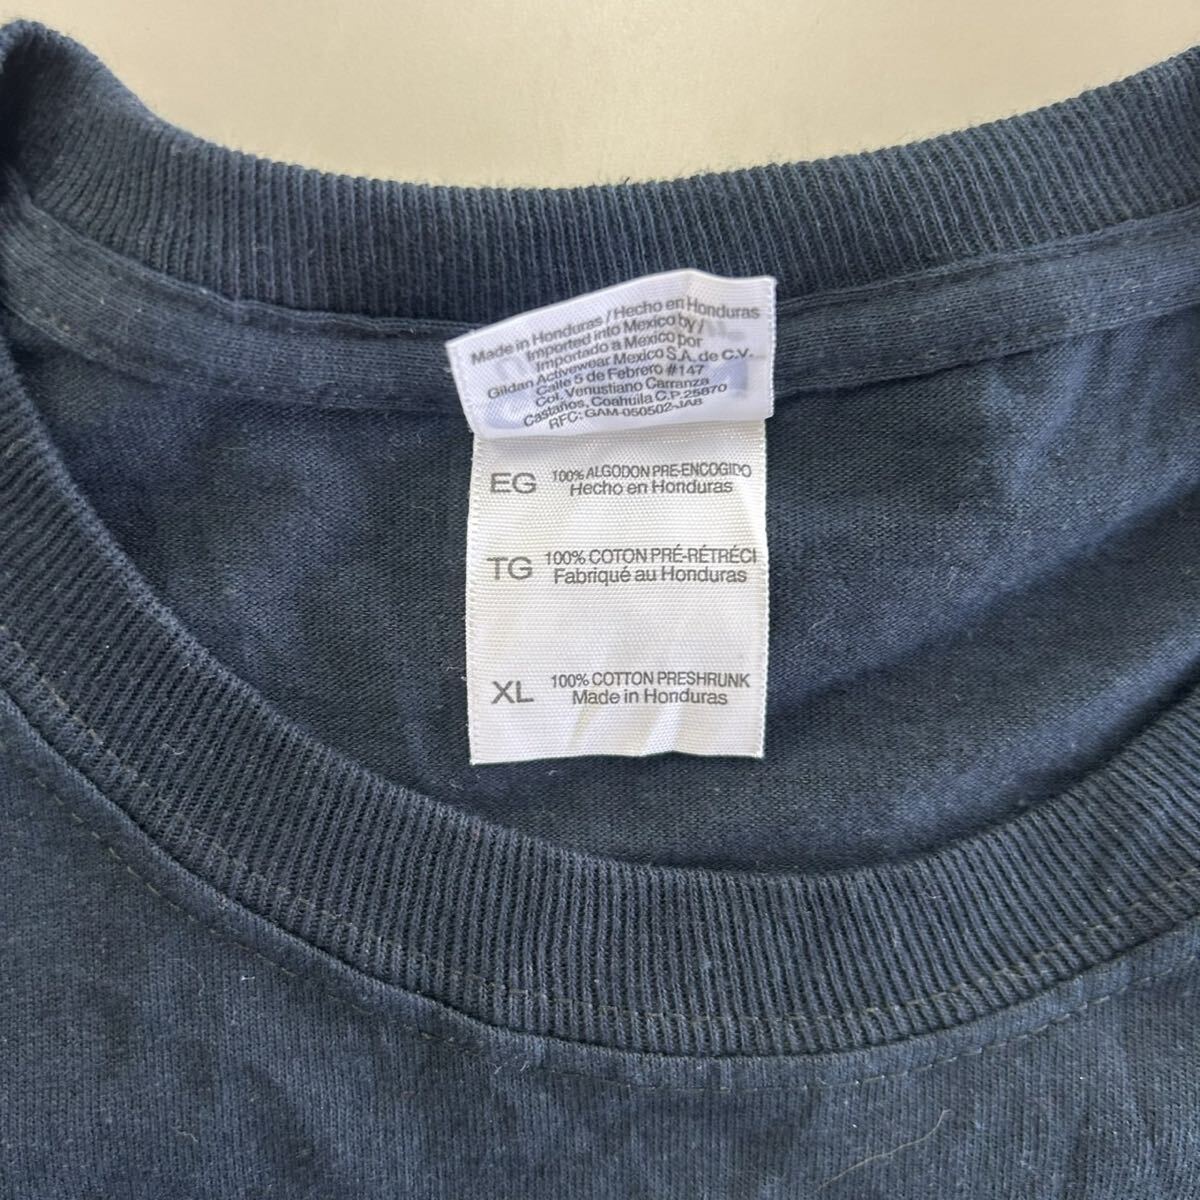 Made in Honduras / Hecho en Honduras
Imported into Mexico by /
Importado a Mexico por
Gildan Activewear Mexico S.A. de C.V.
Calle 5 de Febrero #147
Col. Venustiano Carranza
Castaños, Coahuila C.P. 25870
RFC: GAM-050502-JA8
EG 100% ALGODON PRE-ENCOGIDO
Hecho en Honduras
TG 100% COTON PRÉ-RÉTRÉCI
Fabriqué au Honduras
XL 100% COTTON PRESHRUNK
Made in Honduras